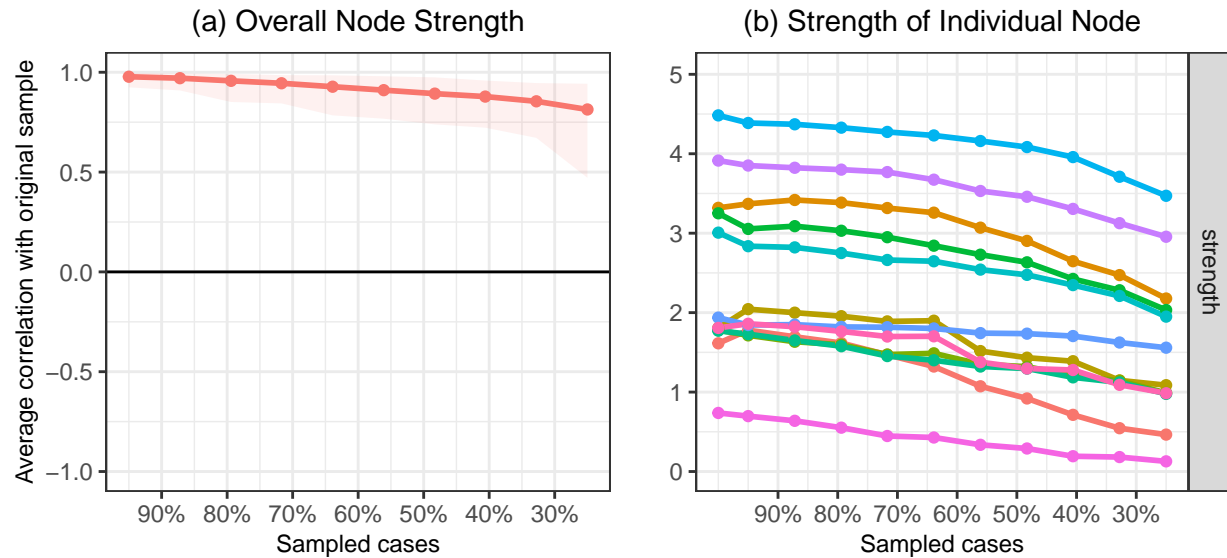 (a) Overall Node Strength
Average correlation with original sample
1.0
0.5
0.0
−0.5
−1.0
90% 80% 70% 60% 50% 40% 30%
Sampled cases
(b) Strength of Individual Node
5
4
3
2
1
0
90% 80% 70% 60% 50% 40% 30%
Sampled cases
strength